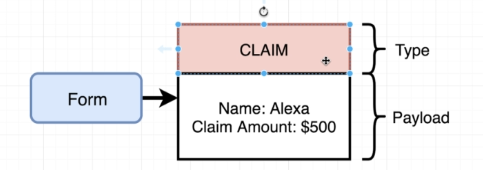 CLAIM
Type
Form
Name: Alexa
Claim Amount: $500
Payload